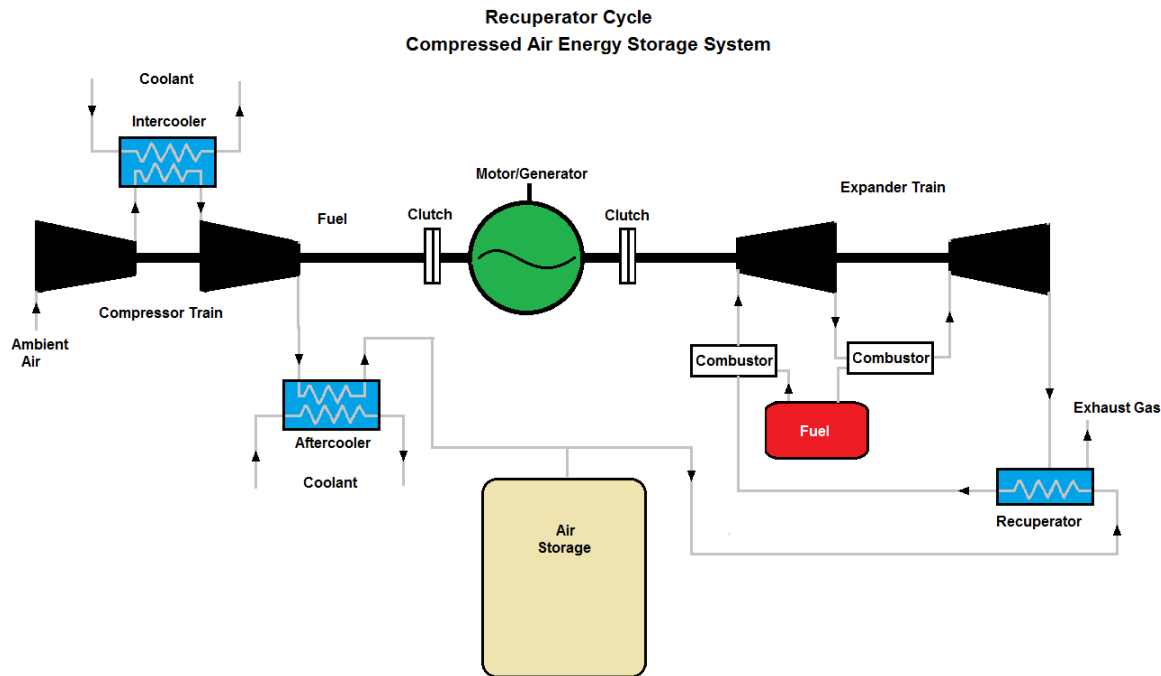 Recuperator Cycle
Compressed Air Energy Storage System
Coolant
Intercooler
Motor/Generator
Expander Train
Fuel
Clutch
Clutch
Compressor Train
Ambient
Air
Combustor
Combustor
Exhaust Gas
Fuel
Aftercooler
Coolant
Recuperator
Air
Storage